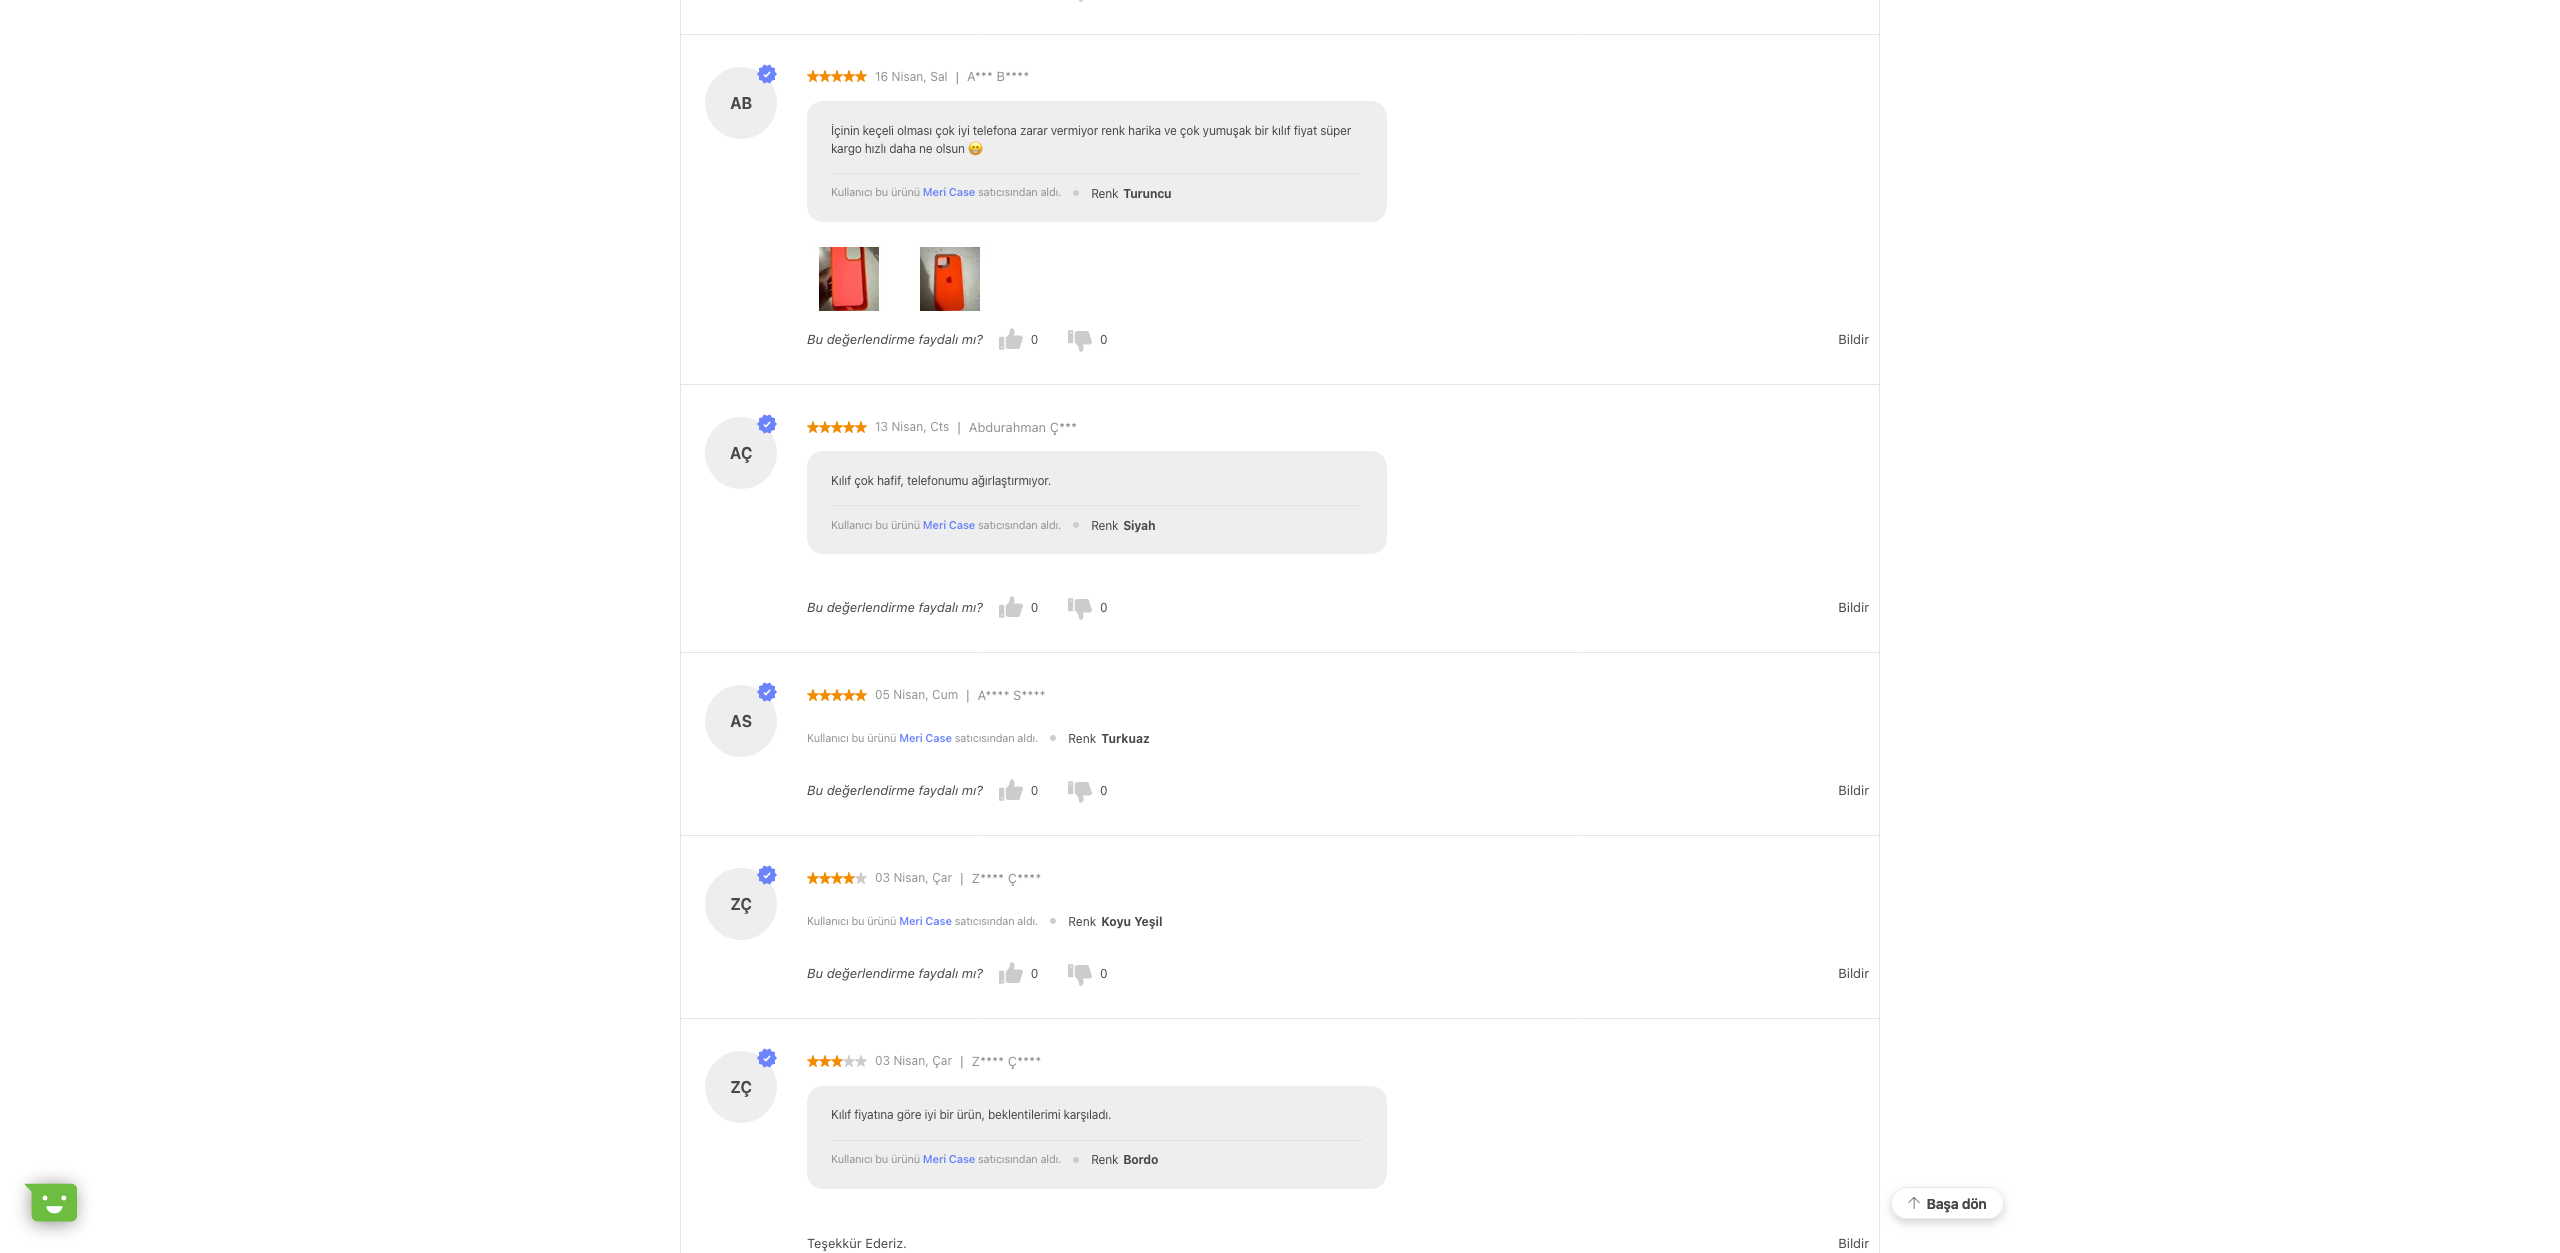 AB
16 Nisan, Sal | A*** B****
İçinin keçeli olması çok iyi telefona zarar vermiyor renk harika ve çok yumuşak bir kılıf fiyat süper
kargo hızlı daha ne olsun 😁
Kullanıcı bu ürünü Meri Case satıcısından aldı. Renk Turuncu
Bu değerlendirme faydalı mı? 0 0 Bildir
AÇ
13 Nisan, Cts | Abdurahman Ç***
Kılıf çok hafif, telefonumu ağırlaştırmıyor.
Kullanıcı bu ürünü Meri Case satıcısından aldı. Renk Siyah
Bu değerlendirme faydalı mı? 0 0 Bildir
AS
05 Nisan, Cum | A**** S****
Kullanıcı bu ürünü Meri Case satıcısından aldı. Renk Turkuaz
Bu değerlendirme faydalı mı? 0 0 Bildir
ZÇ
03 Nisan, Çar | Z**** Ç****
Kullanıcı bu ürünü Meri Case satıcısından aldı. Renk Koyu Yeşil
Bu değerlendirme faydalı mı? 0 0 Bildir
ZÇ
03 Nisan, Çar | Z**** Ç****
Kılıf fiyatına göre iyi bir ürün, beklentilerimi karşıladı.
Kullanıcı bu ürünü Meri Case satıcısından aldı. Renk Bordo
Başa dön
Teşekkür Ederiz. Bildir